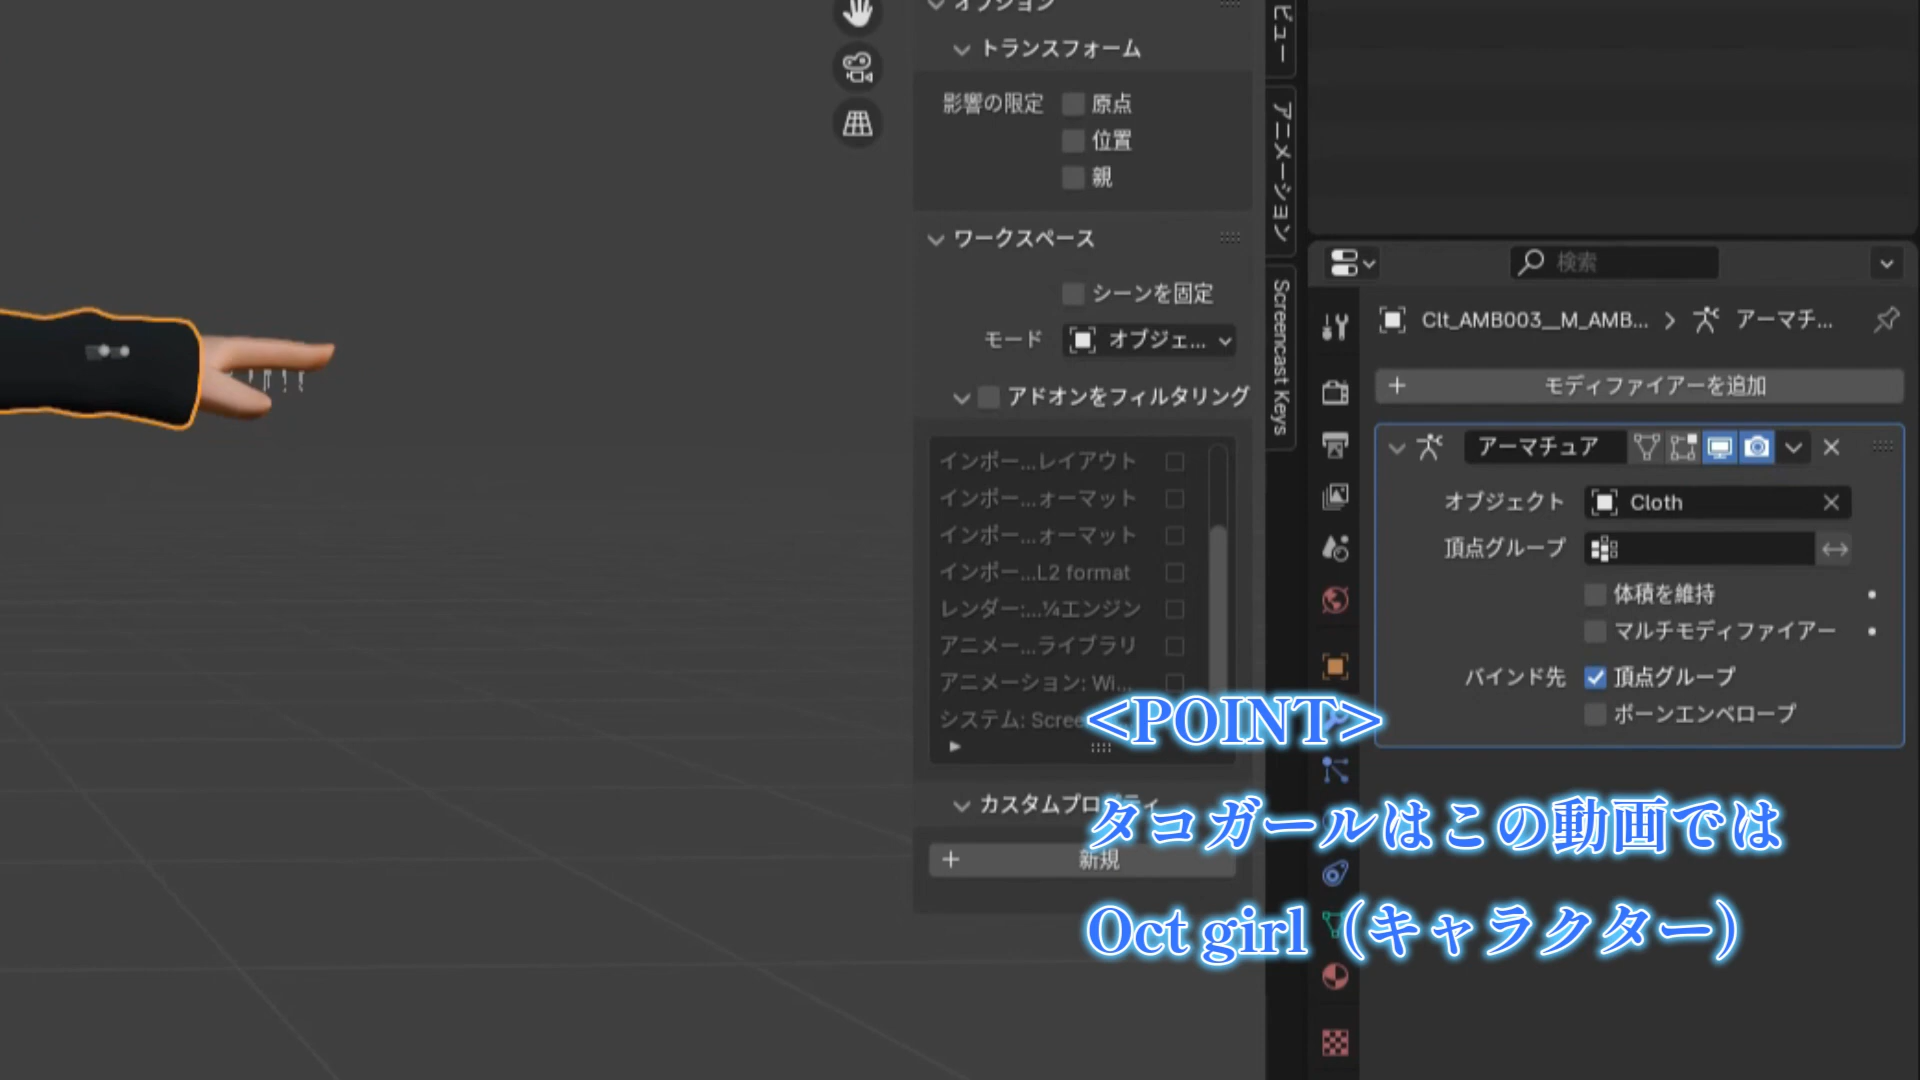 オプション
トランスフォーム
影響の限定
原点
位置
親
ワークスペース
シーンを固定
モード
オブジェ...
アドオンをフィルタリング
インポー...レイアウト
インポー...ォーマット
インポー...ォーマット
インポー...L2 format
レンダー:...¼エンジン
アニメー...ライブラリ
アニメーション: Wi...
システム: Scree
カスタムプロ
新規
ビュー
アニメーション
Screencast Keys
検索
Clt_AMB003__M_AMB...
アーマチ...
モディファイアーを追加
アーマチュア
オブジェクト
Cloth
頂点グループ
体積を維持
マルチモディファイアー
バインド先
頂点グループ
ボーンエンベロープ
<POINT>
タコガールはこの動画では
Oct girl（キャラクター）